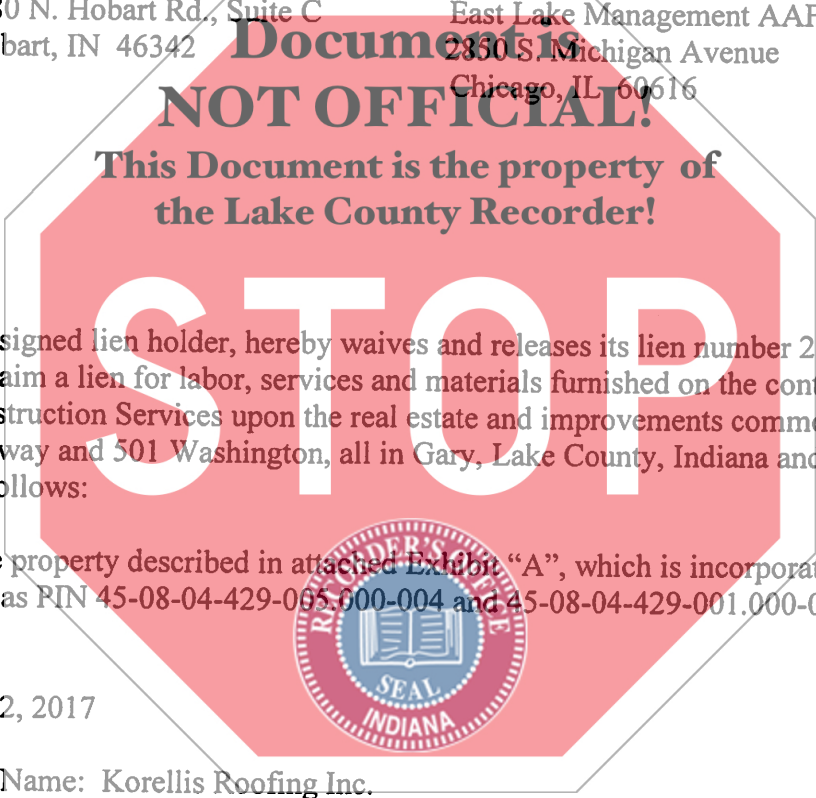 0 N. Hobart Rd., Suite C East Lake Management AAF
bart, IN 46342 2850 S. Michigan Avenue
Chicago, IL 60616
Document is
NOT OFFICIAL!
This Document is the property of
the Lake County Recorder!
STOP
signed lien holder, hereby waives and releases its lien number 2
aim a lien for labor, services and materials furnished on the cont
struction Services upon the real estate and improvements comm
way and 501 Washington, all in Gary, Lake County, Indiana and
ollows:
property described in attached Exhibit “A”, which is incorporat
as PIN 45-08-04-429-005.000-004 and 45-08-04-429-001.000-0
RECORDER'S OFFICE
SEAL
INDIANA
2, 2017
Name: Korellis Roofing Inc.